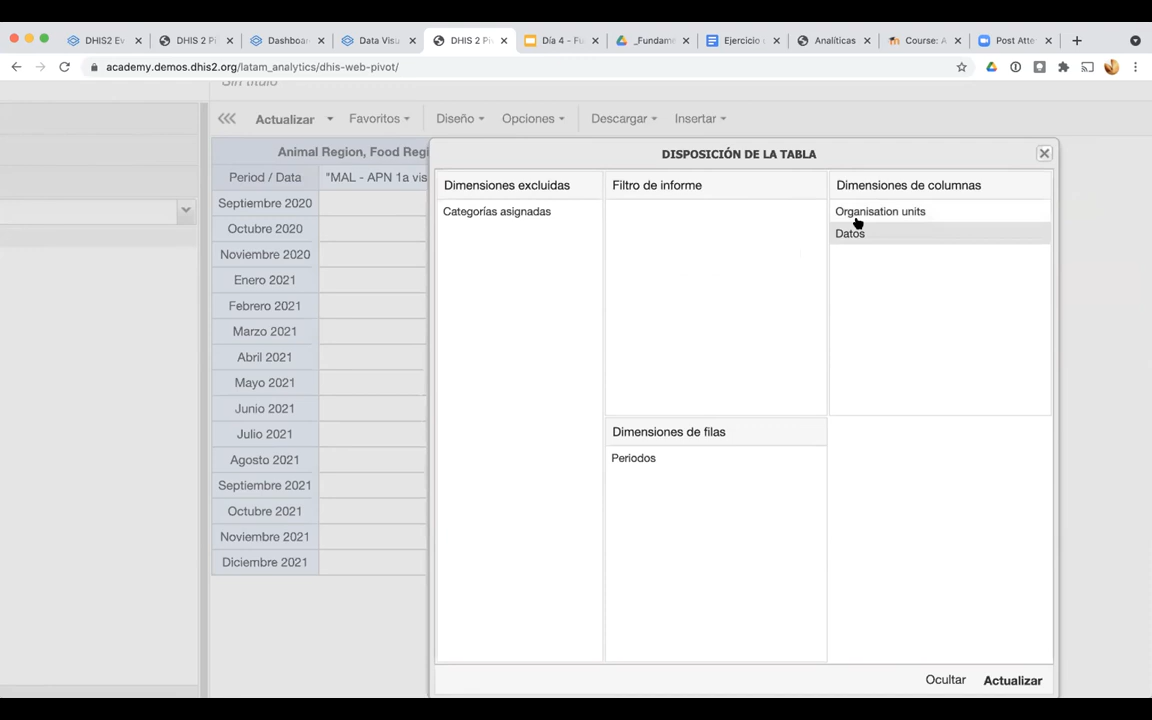 DHIS2 Ev
DHIS 2 Pi
Dashboa
Data Visu
DHIS 2 Pi
Día 4 - Fu
_Fundam
Ejercicio
Analíticas
Course: A
Post Atte
academy.demos.dhis2.org/latam_analytics/dhis-web-pivot/
Sin título
Actualizar
Favoritos
Diseño
Opciones
Descargar
Insertar
Animal Region, Food Regi
Period / Data
"MAL - APN 1a vis
Septiembre 2020
Octubre 2020
Noviembre 2020
Enero 2021
Febrero 2021
Marzo 2021
Abril 2021
Mayo 2021
Junio 2021
Julio 2021
Agosto 2021
Septiembre 2021
Octubre 2021
Noviembre 2021
Diciembre 2021
DISPOSICIÓN DE LA TABLA
Dimensiones excluidas
Categorías asignadas
Filtro de informe
Dimensiones de columnas
Organisation units
Datos
Dimensiones de filas
Periodos
Ocultar
Actualizar